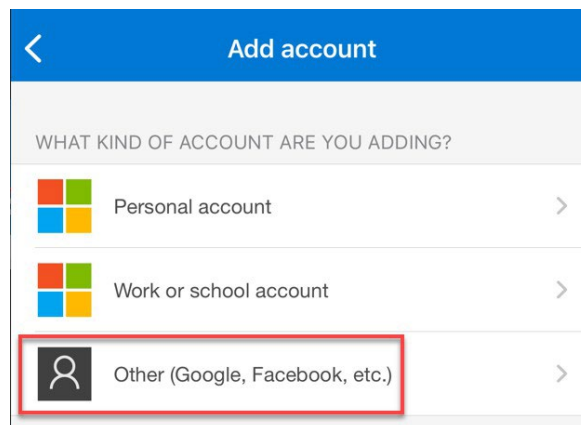 Add account
WHAT KIND OF ACCOUNT ARE YOU ADDING?
Personal account
Work or school account
Other (Google, Facebook, etc.)